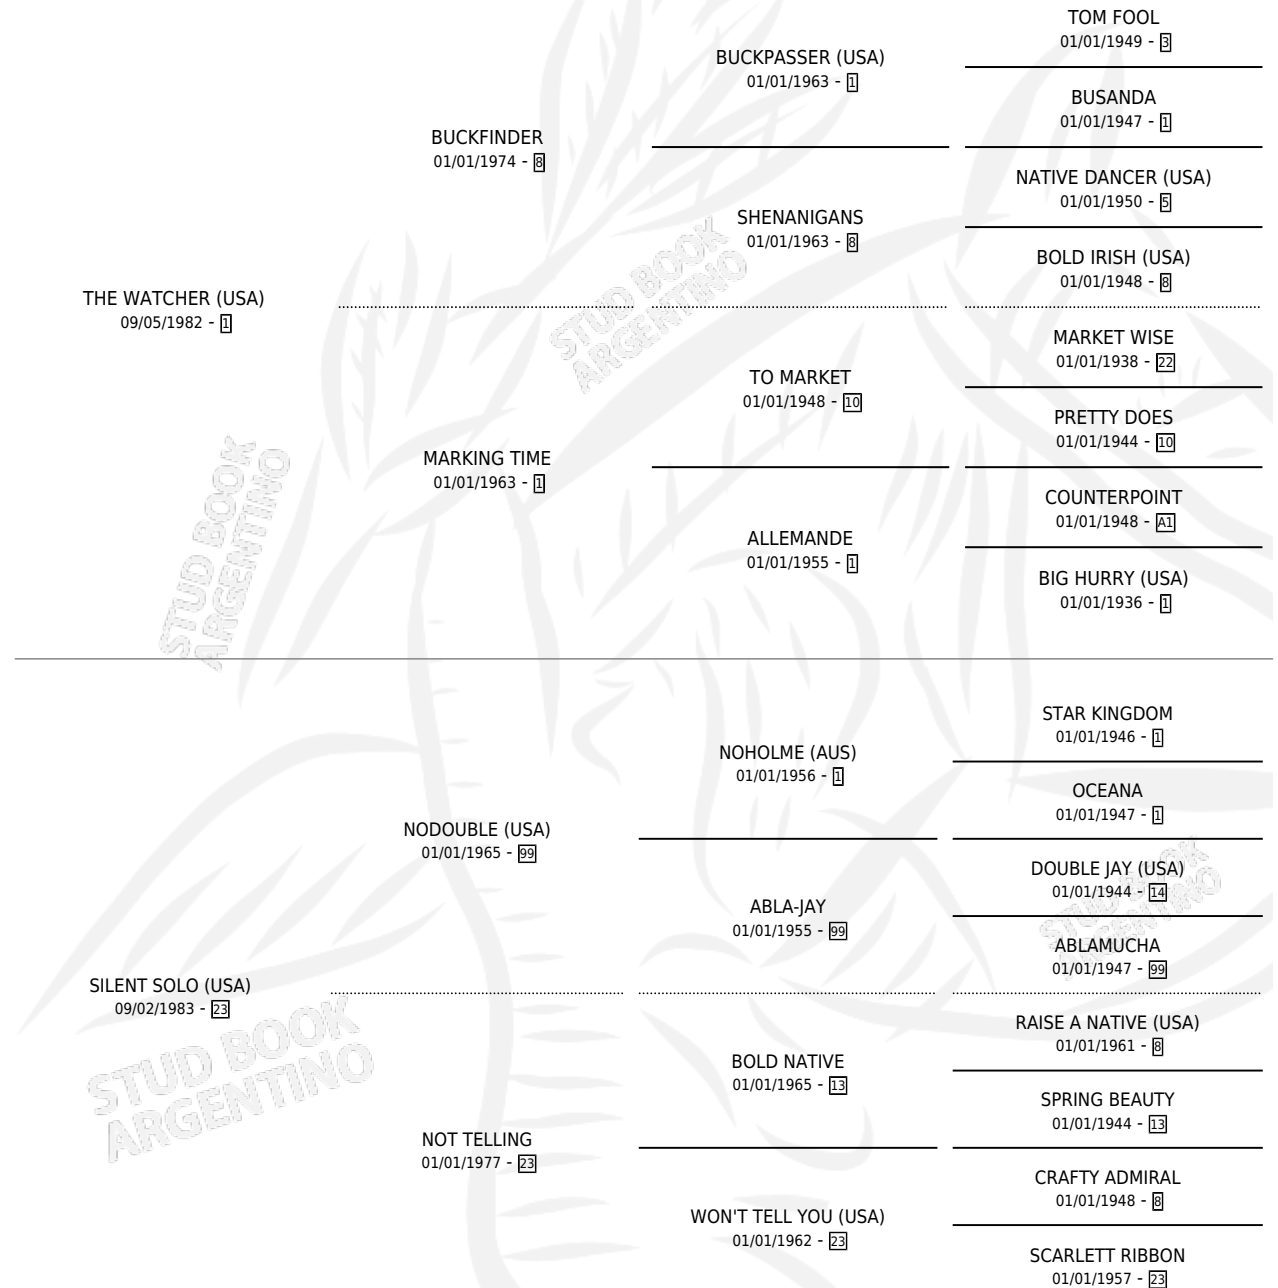 TOM FOOL
01/01/1949 - 3
BUCKPASSER (USA)
01/01/1963 - 1
BUSANDA
01/01/1947 - 1
BUCKFINDER
01/01/1974 - 8
NATIVE DANCER (USA)
01/01/1950 - 5
SHENANIGANS
01/01/1963 - 8
BOLD IRISH (USA)
01/01/1948 - 8
THE WATCHER (USA)
09/05/1982 - 1
STUD BOOK
ARGENTINO
MARKET WISE
01/01/1938 - 22
TO MARKET
01/01/1948 - 10
PRETTY DOES
01/01/1944 - 10
MARKING TIME
01/01/1963 - 1
COUNTERPOINT
01/01/1948 - A1
ALLEMANDE
01/01/1955 - 1
BIG HURRY (USA)
01/01/1936 - 1
STUD BOOK
ARGENTINO
STAR KINGDOM
01/01/1946 - 1
NOHOLME (AUS)
01/01/1956 - 1
OCEANA
01/01/1947 - 1
NODOUBLE (USA)
01/01/1965 - 99
DOUBLE JAY (USA)
01/01/1944 - 14
STUD BOOK
ARGENTINO
ABLA-JAY
01/01/1955 - 99
ABLAMUCHA
01/01/1947 - 99
SILENT SOLO (USA)
09/02/1983 - 23
STUD BOOK
ARGENTINO
RAISE A NATIVE (USA)
01/01/1961 - 8
BOLD NATIVE
01/01/1965 - 13
SPRING BEAUTY
01/01/1944 - 13
NOT TELLING
01/01/1977 - 23
CRAFTY ADMIRAL
01/01/1948 - 8
WON'T TELL YOU (USA)
01/01/1962 - 23
SCARLETT RIBBON
01/01/1957 - 23